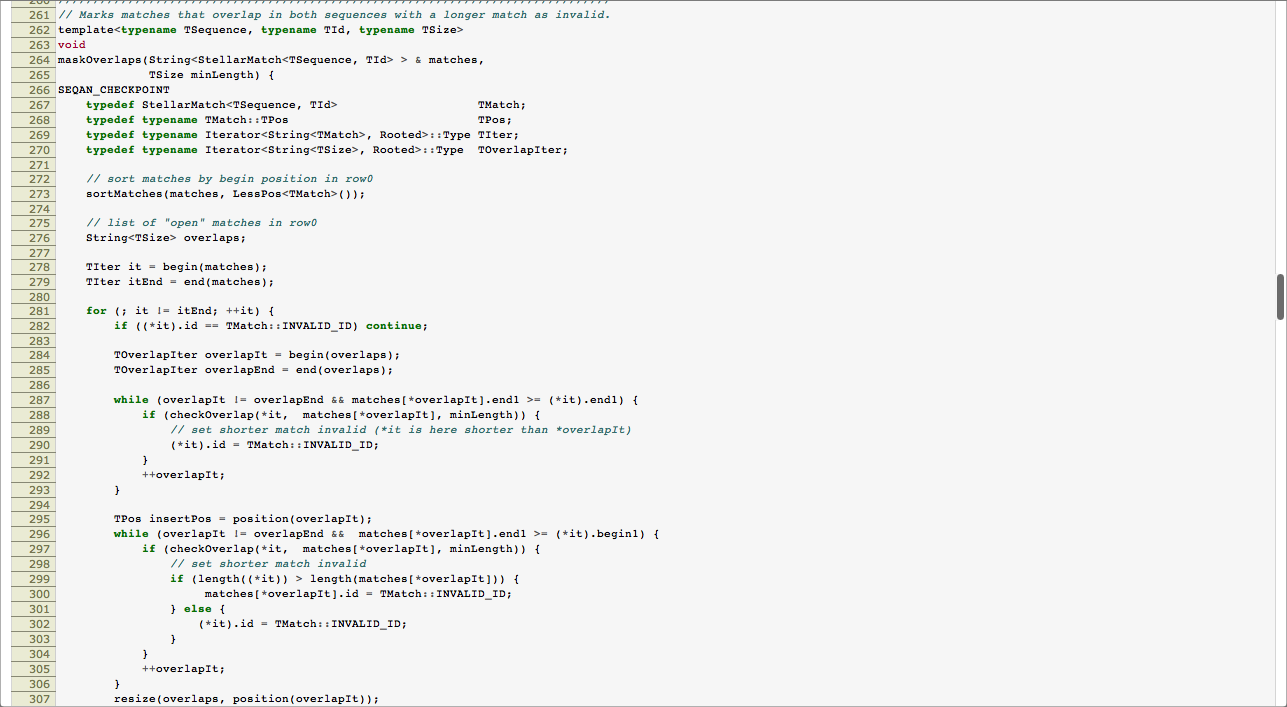 260 ////////////////////////////////////////////////////////////////////////////////
261 // Marks matches that overlap in both sequences with a longer match as invalid.
262 template<typename TSequence, typename TId, typename TSize>
263 void
264 maskOverlaps(String<StellarMatch<TSequence, TId> > & matches,
265              TSize minLength) {
266 SEQAN_CHECKPOINT
267     typedef StellarMatch<TSequence, TId>                    TMatch;
268     typedef typename TMatch::TPos                           TPos;
269     typedef typename Iterator<String<TMatch>, Rooted>::Type TIter;
270     typedef typename Iterator<String<TSize>, Rooted>::Type  TOverlapIter;
271
272     // sort matches by begin position in row0
273     sortMatches(matches, LessPos<TMatch>());
274
275     // list of "open" matches in row0
276     String<TSize> overlaps;
277
278     TIter it = begin(matches);
279     TIter itEnd = end(matches);
280
281     for (; it != itEnd; ++it) {
282         if ((*it).id == TMatch::INVALID_ID) continue;
283
284         TOverlapIter overlapIt = begin(overlaps);
285         TOverlapIter overlapEnd = end(overlaps);
286
287         while (overlapIt != overlapEnd && matches[*overlapIt].end1 >= (*it).end1) {
288             if (checkOverlap(*it,  matches[*overlapIt], minLength)) {
289                 // set shorter match invalid (*it is here shorter than *overlapIt)
290                 (*it).id = TMatch::INVALID_ID;
291             }
292             ++overlapIt;
293         }
294
295         TPos insertPos = position(overlapIt);
296         while (overlapIt != overlapEnd &&  matches[*overlapIt].end1 >= (*it).begin1) {
297             if (checkOverlap(*it,  matches[*overlapIt], minLength)) {
298                 // set shorter match invalid
299                 if (length((*it)) > length(matches[*overlapIt])) {
300                      matches[*overlapIt].id = TMatch::INVALID_ID;
301                 } else {
302                     (*it).id = TMatch::INVALID_ID;
303                 }
304             }
305             ++overlapIt;
306         }
307         resize(overlaps, position(overlapIt));